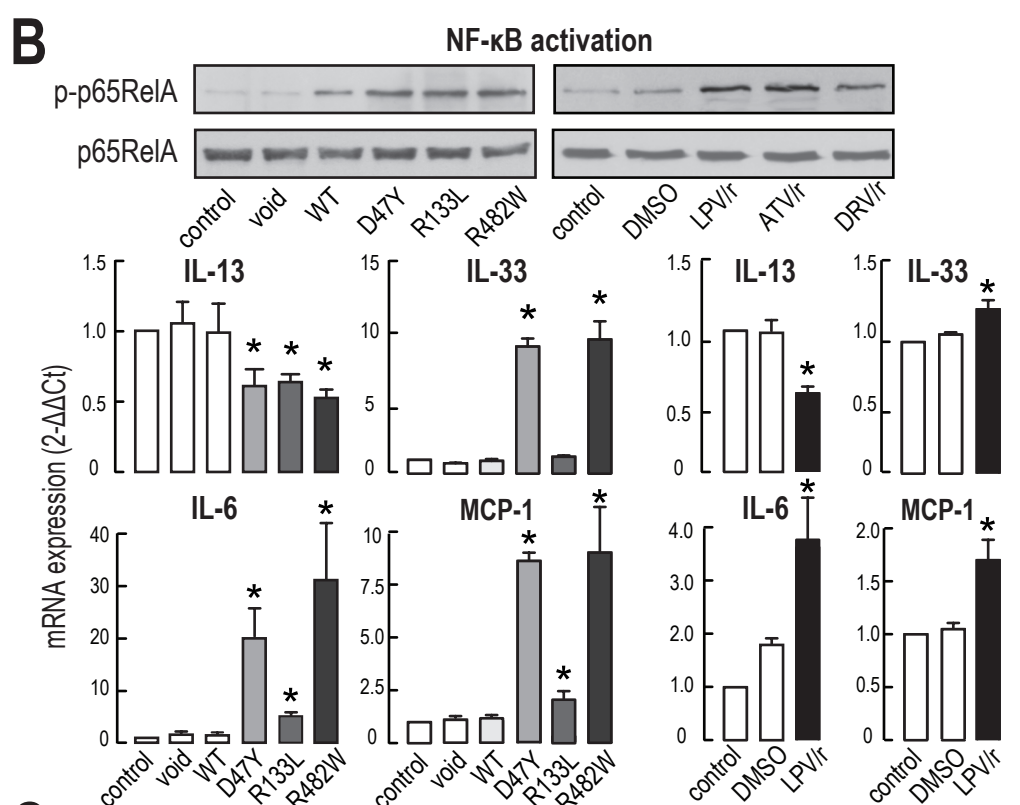 B
NF-κB activation
p-p65RelA
p65RelA
control void WT D47Y R133L R482W control DMSO LPV/r ATV/r DRV/r
mRNA expression (2-ΔΔCt)
IL-13
1.5
1.0
0.5
0
* * *
IL-33
15
10
5
0
* *
IL-13
1.5
1.0
0.5
0
*
IL-33
1.5
1.0
0.5
0
*
IL-6
40
30
20
10
0
* * *
control void WT D47Y R133L R482W
MCP-1
10
7.5
5.0
2.5
0
* * *
control void WT D47Y R133L R482W
IL-6
4.0
3.0
2.0
1.0
0
*
control DMSO LPV/r
MCP-1
2.0
1.5
1.0
0.5
0
*
control DMSO LPV/r